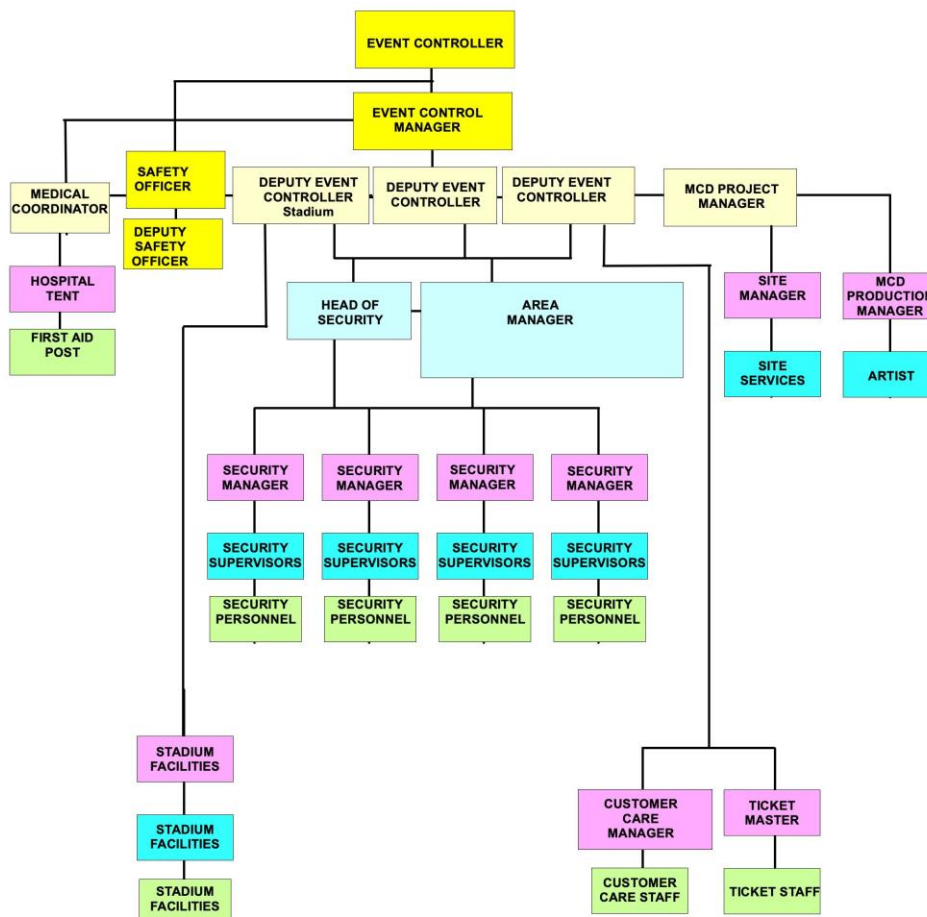 EVENT CONTROLLER
EVENT CONTROL
MANAGER
SAFETY
OFFICER
MEDICAL
COORDINATOR
DEPUTY EVENT
CONTROLLER
Stadium
DEPUTY EVENT
CONTROLLER
DEPUTY EVENT
CONTROLLER
MCD PROJECT
MANAGER
DEPUTY
SAFETY
OFFICER
HOSPITAL
TENT
FIRST AID
POST
HEAD OF
SECURITY
AREA
MANAGER
SITE
MANAGER
MCD
PRODUCTION
MANAGER
SITE
SERVICES
ARTIST
SECURITY
MANAGER
SECURITY
MANAGER
SECURITY
MANAGER
SECURITY
MANAGER
SECURITY
SUPERVISORS
SECURITY
SUPERVISORS
SECURITY
SUPERVISORS
SECURITY
SUPERVISORS
SECURITY
PERSONNEL
SECURITY
PERSONNEL
SECURITY
PERSONNEL
SECURITY
PERSONNEL
STADIUM
FACILITIES
STADIUM
FACILITIES
STADIUM
FACILITIES
CUSTOMER
CARE
MANAGER
TICKET
MASTER
CUSTOMER
CARE STAFF
TICKET STAFF